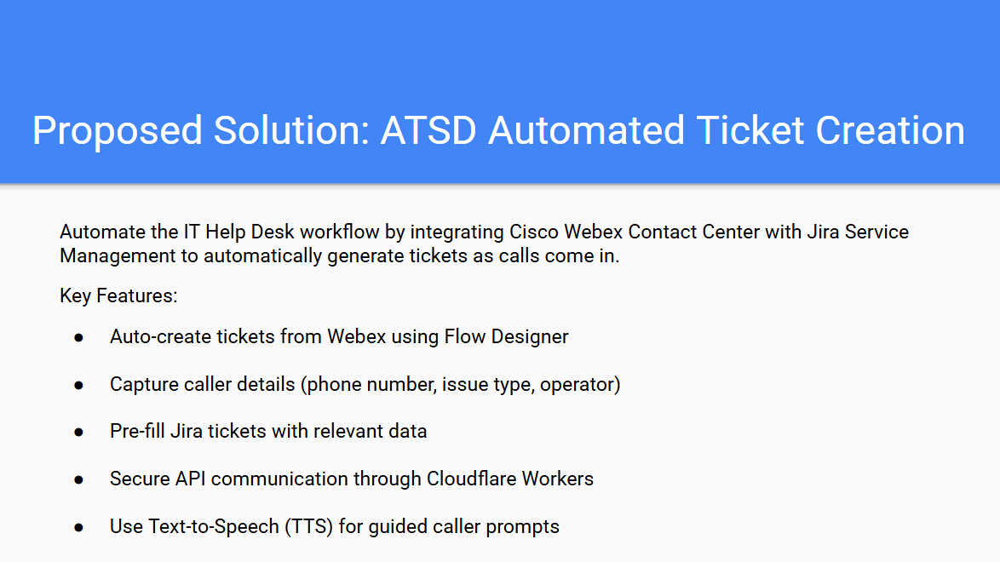 Proposed Solution: ATSD Automated Ticket Creation
Automate the IT Help Desk workflow by integrating Cisco Webex Contact Center with Jira Service
Management to automatically generate tickets as calls come in.
Key Features:
● Auto-create tickets from Webex using Flow Designer
● Capture caller details (phone number, issue type, operator)
● Pre-fill Jira tickets with relevant data
● Secure API communication through Cloudflare Workers
● Use Text-to-Speech (TTS) for guided caller prompts